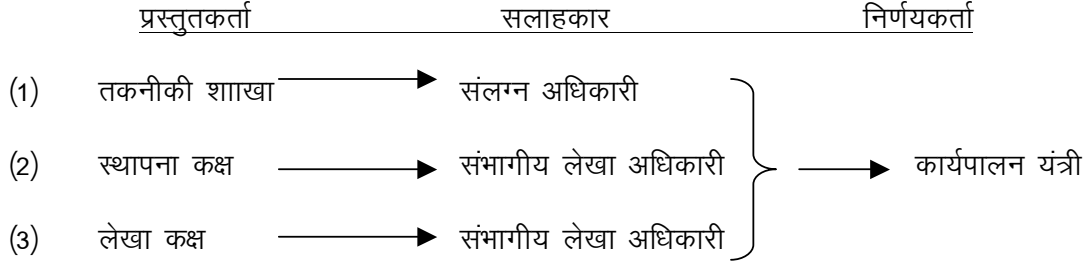 प्रस्तुतकर्ता सलाहकार निर्णयकर्ता
(1) तकनीकी शााखा संलग्न अधिकारी
(2) स्थापना कक्ष संभागीय लेखा अधिकारी कार्यपालन यंत्री
(3) लेखा कक्ष संभागीय लेखा अधिकारी